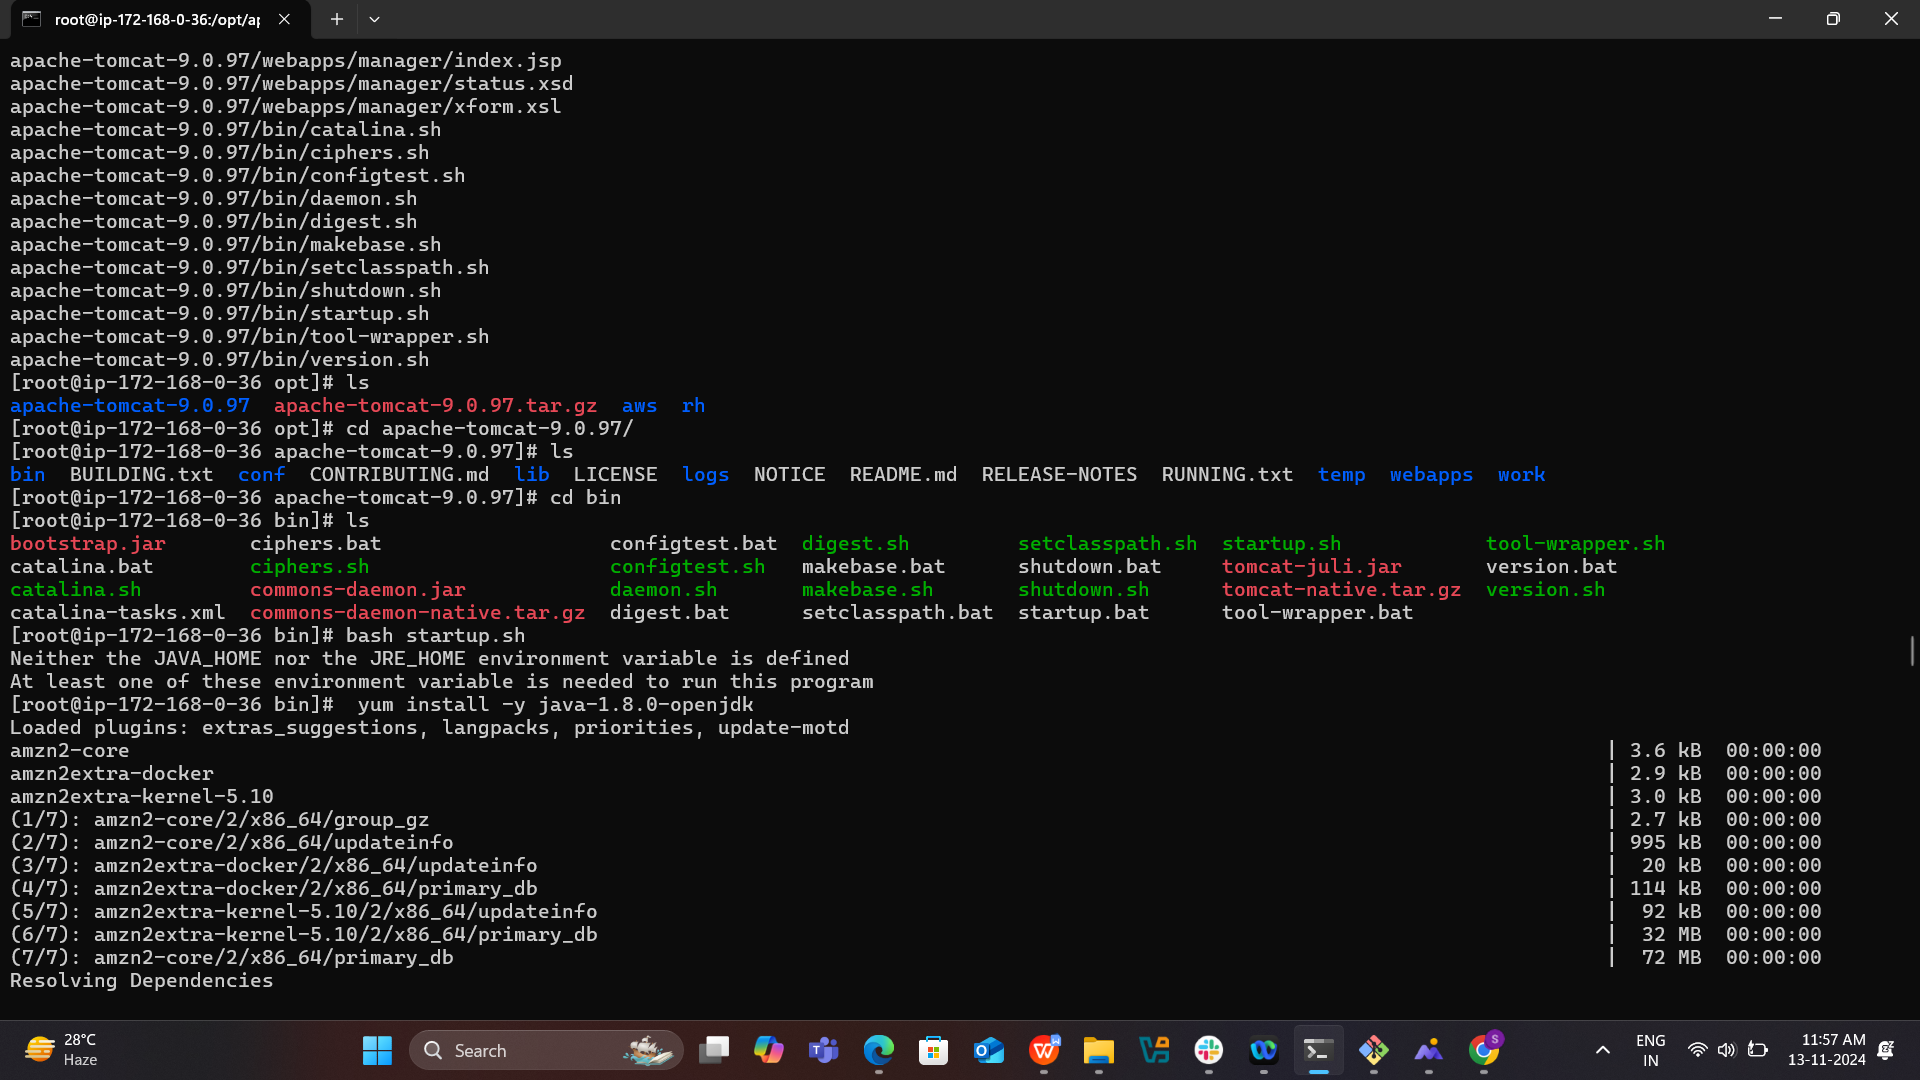 root@ip-172-168-0-36:/opt/ap
apache-tomcat-9.0.97/webapps/manager/index.jsp
apache-tomcat-9.0.97/webapps/manager/status.xsd
apache-tomcat-9.0.97/webapps/manager/xform.xsl
apache-tomcat-9.0.97/bin/catalina.sh
apache-tomcat-9.0.97/bin/ciphers.sh
apache-tomcat-9.0.97/bin/configtest.sh
apache-tomcat-9.0.97/bin/daemon.sh
apache-tomcat-9.0.97/bin/digest.sh
apache-tomcat-9.0.97/bin/makebase.sh
apache-tomcat-9.0.97/bin/setclasspath.sh
apache-tomcat-9.0.97/bin/shutdown.sh
apache-tomcat-9.0.97/bin/startup.sh
apache-tomcat-9.0.97/bin/tool-wrapper.sh
apache-tomcat-9.0.97/bin/version.sh
[root@ip-172-168-0-36 opt]# ls
apache-tomcat-9.0.97  apache-tomcat-9.0.97.tar.gz  aws  rh
[root@ip-172-168-0-36 opt]# cd apache-tomcat-9.0.97/
[root@ip-172-168-0-36 apache-tomcat-9.0.97]# ls
bin  BUILDING.txt  conf  CONTRIBUTING.md  lib  LICENSE  logs  NOTICE  README.md  RELEASE-NOTES  RUNNING.txt  temp  webapps  work
[root@ip-172-168-0-36 apache-tomcat-9.0.97]# cd bin
[root@ip-172-168-0-36 bin]# ls
bootstrap.jar       ciphers.bat                   configtest.bat  digest.sh         setclasspath.sh  startup.sh            tool-wrapper.sh
catalina.bat        ciphers.sh                    configtest.sh   makebase.bat      shutdown.bat     tomcat-juli.jar       version.bat
catalina.sh         commons-daemon.jar            daemon.sh       makebase.sh       shutdown.sh      tomcat-native.tar.gz  version.sh
catalina-tasks.xml  commons-daemon-native.tar.gz  digest.bat      setclasspath.bat  startup.bat      tool-wrapper.bat
[root@ip-172-168-0-36 bin]# bash startup.sh
Neither the JAVA_HOME nor the JRE_HOME environment variable is defined
At least one of these environment variable is needed to run this program
[root@ip-172-168-0-36 bin]#  yum install -y java-1.8.0-openjdk
Loaded plugins: extras_suggestions, langpacks, priorities, update-motd
amzn2-core | 3.6 kB  00:00:00
amzn2extra-docker | 2.9 kB  00:00:00
amzn2extra-kernel-5.10 | 3.0 kB  00:00:00
(1/7): amzn2-core/2/x86_64/group_gz | 2.7 kB  00:00:00
(2/7): amzn2-core/2/x86_64/updateinfo | 995 kB  00:00:00
(3/7): amzn2extra-docker/2/x86_64/updateinfo |  20 kB  00:00:00
(4/7): amzn2extra-docker/2/x86_64/primary_db | 114 kB  00:00:00
(5/7): amzn2extra-kernel-5.10/2/x86_64/updateinfo |  92 kB  00:00:00
(6/7): amzn2extra-kernel-5.10/2/x86_64/primary_db |  32 MB  00:00:00
(7/7): amzn2-core/2/x86_64/primary_db |  72 MB  00:00:00
Resolving Dependencies
28°C
Haze
Search
ENG
IN
11:57 AM
13-11-2024